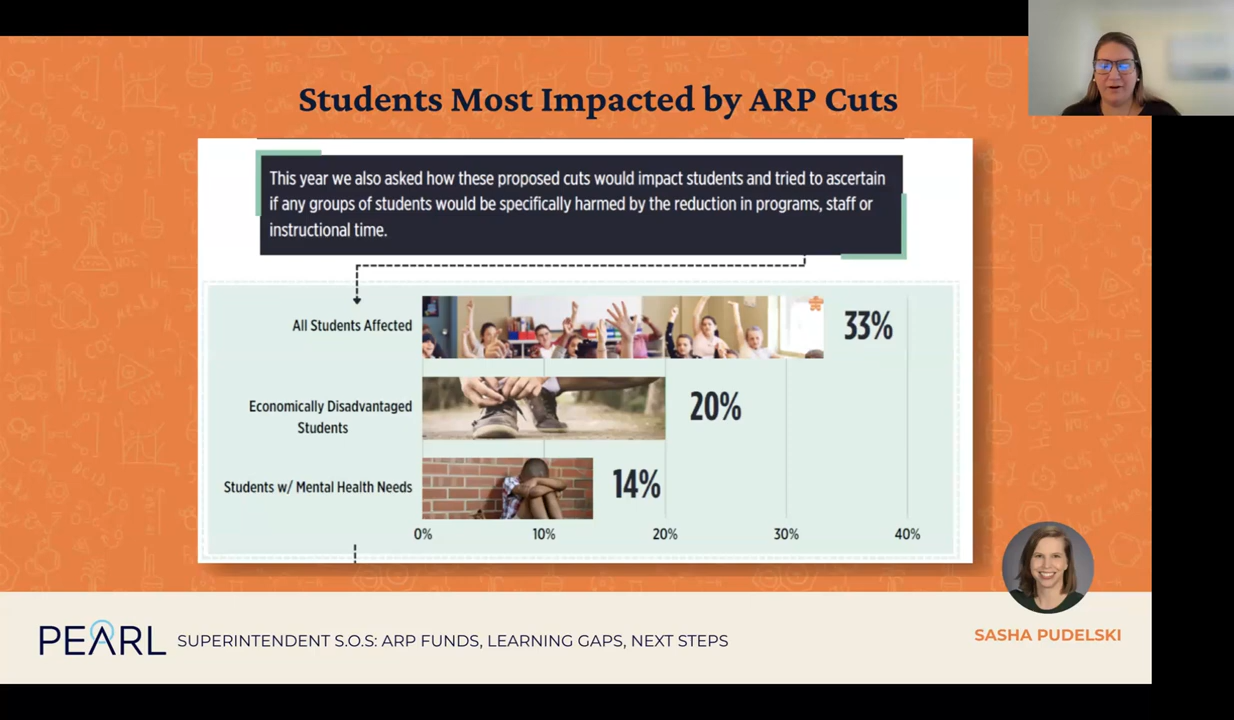 Students Most Impacted by ARP Cuts
This year we also asked how these proposed cuts would impact students and tried to ascertain
if any groups of students would be specifically harmed by the reduction in programs, staff or
instructional time.
All Students Affected
33%
Economically Disadvantaged
Students
20%
Students w/ Mental Health Needs
14%
0% 10% 20% 30% 40%
PEARL SUPERINTENDENT S.O.S: ARP FUNDS, LEARNING GAPS, NEXT STEPS
SASHA PUDELSKI